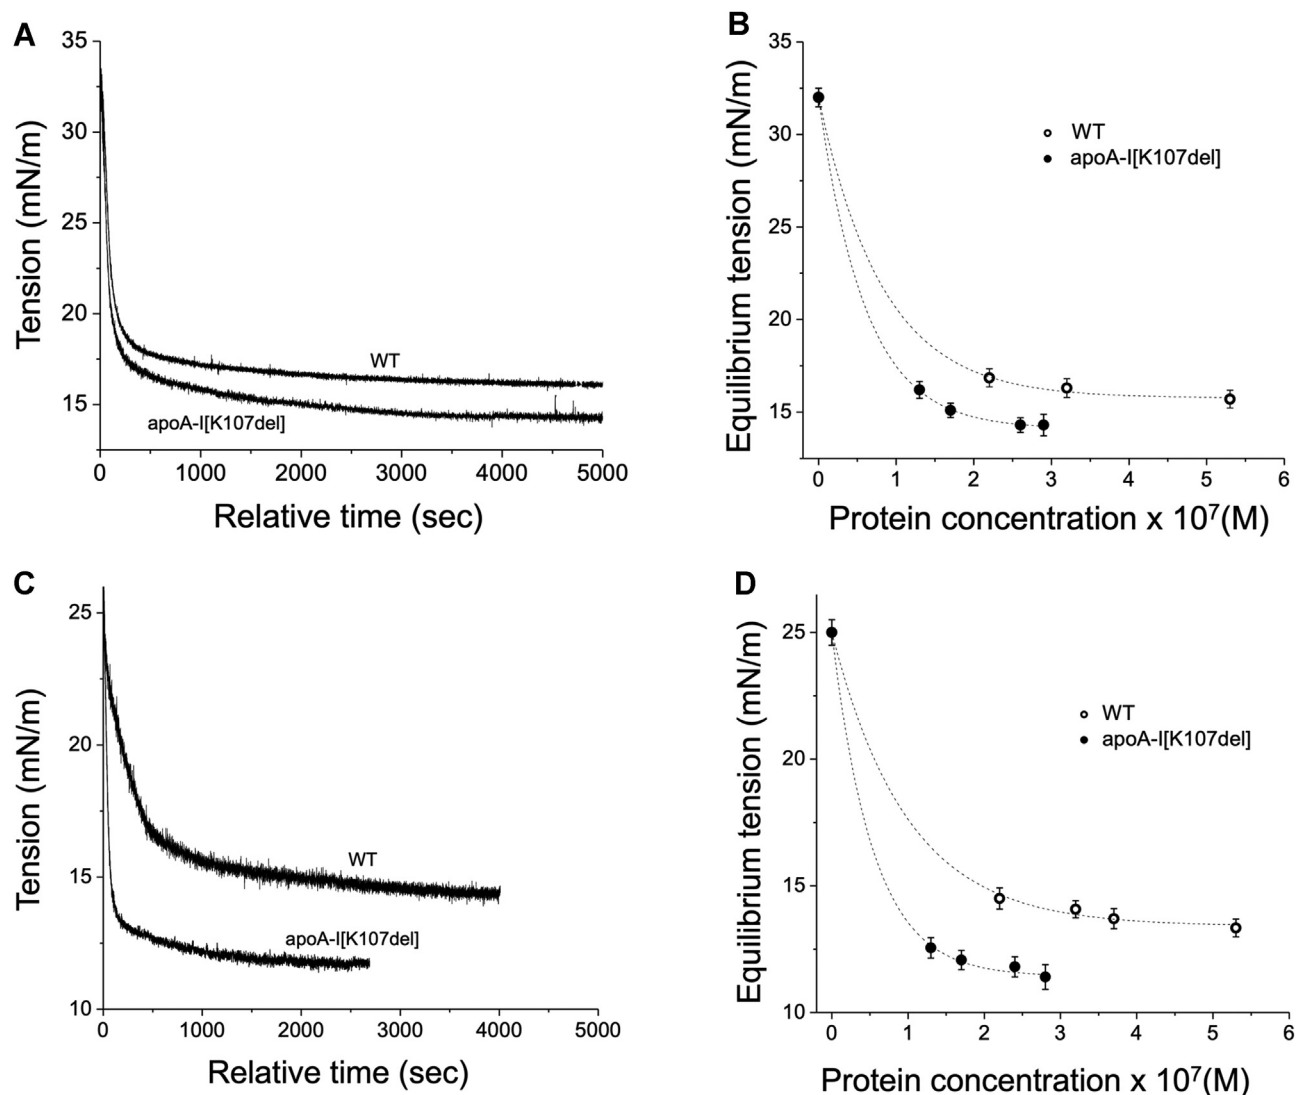 A
Tension (mN/m)
35
30
25
20
15
WT
apoA-I[K107del]
0 1000 2000 3000 4000 5000
Relative time (sec)
B
Equilibrium tension (mN/m)
35
30
25
20
15
WT
apoA-I[K107del]
0 1 2 3 4 5 6
Protein concentration x 10⁷(M)
C
Tension (mN/m)
25
20
15
10
WT
apoA-I[K107del]
0 1000 2000 3000 4000 5000
Relative time (sec)
D
Equilibrium tension (mN/m)
25
20
15
10
WT
apoA-I[K107del]
0 1 2 3 4 5 6
Protein concentration x 10⁷(M)